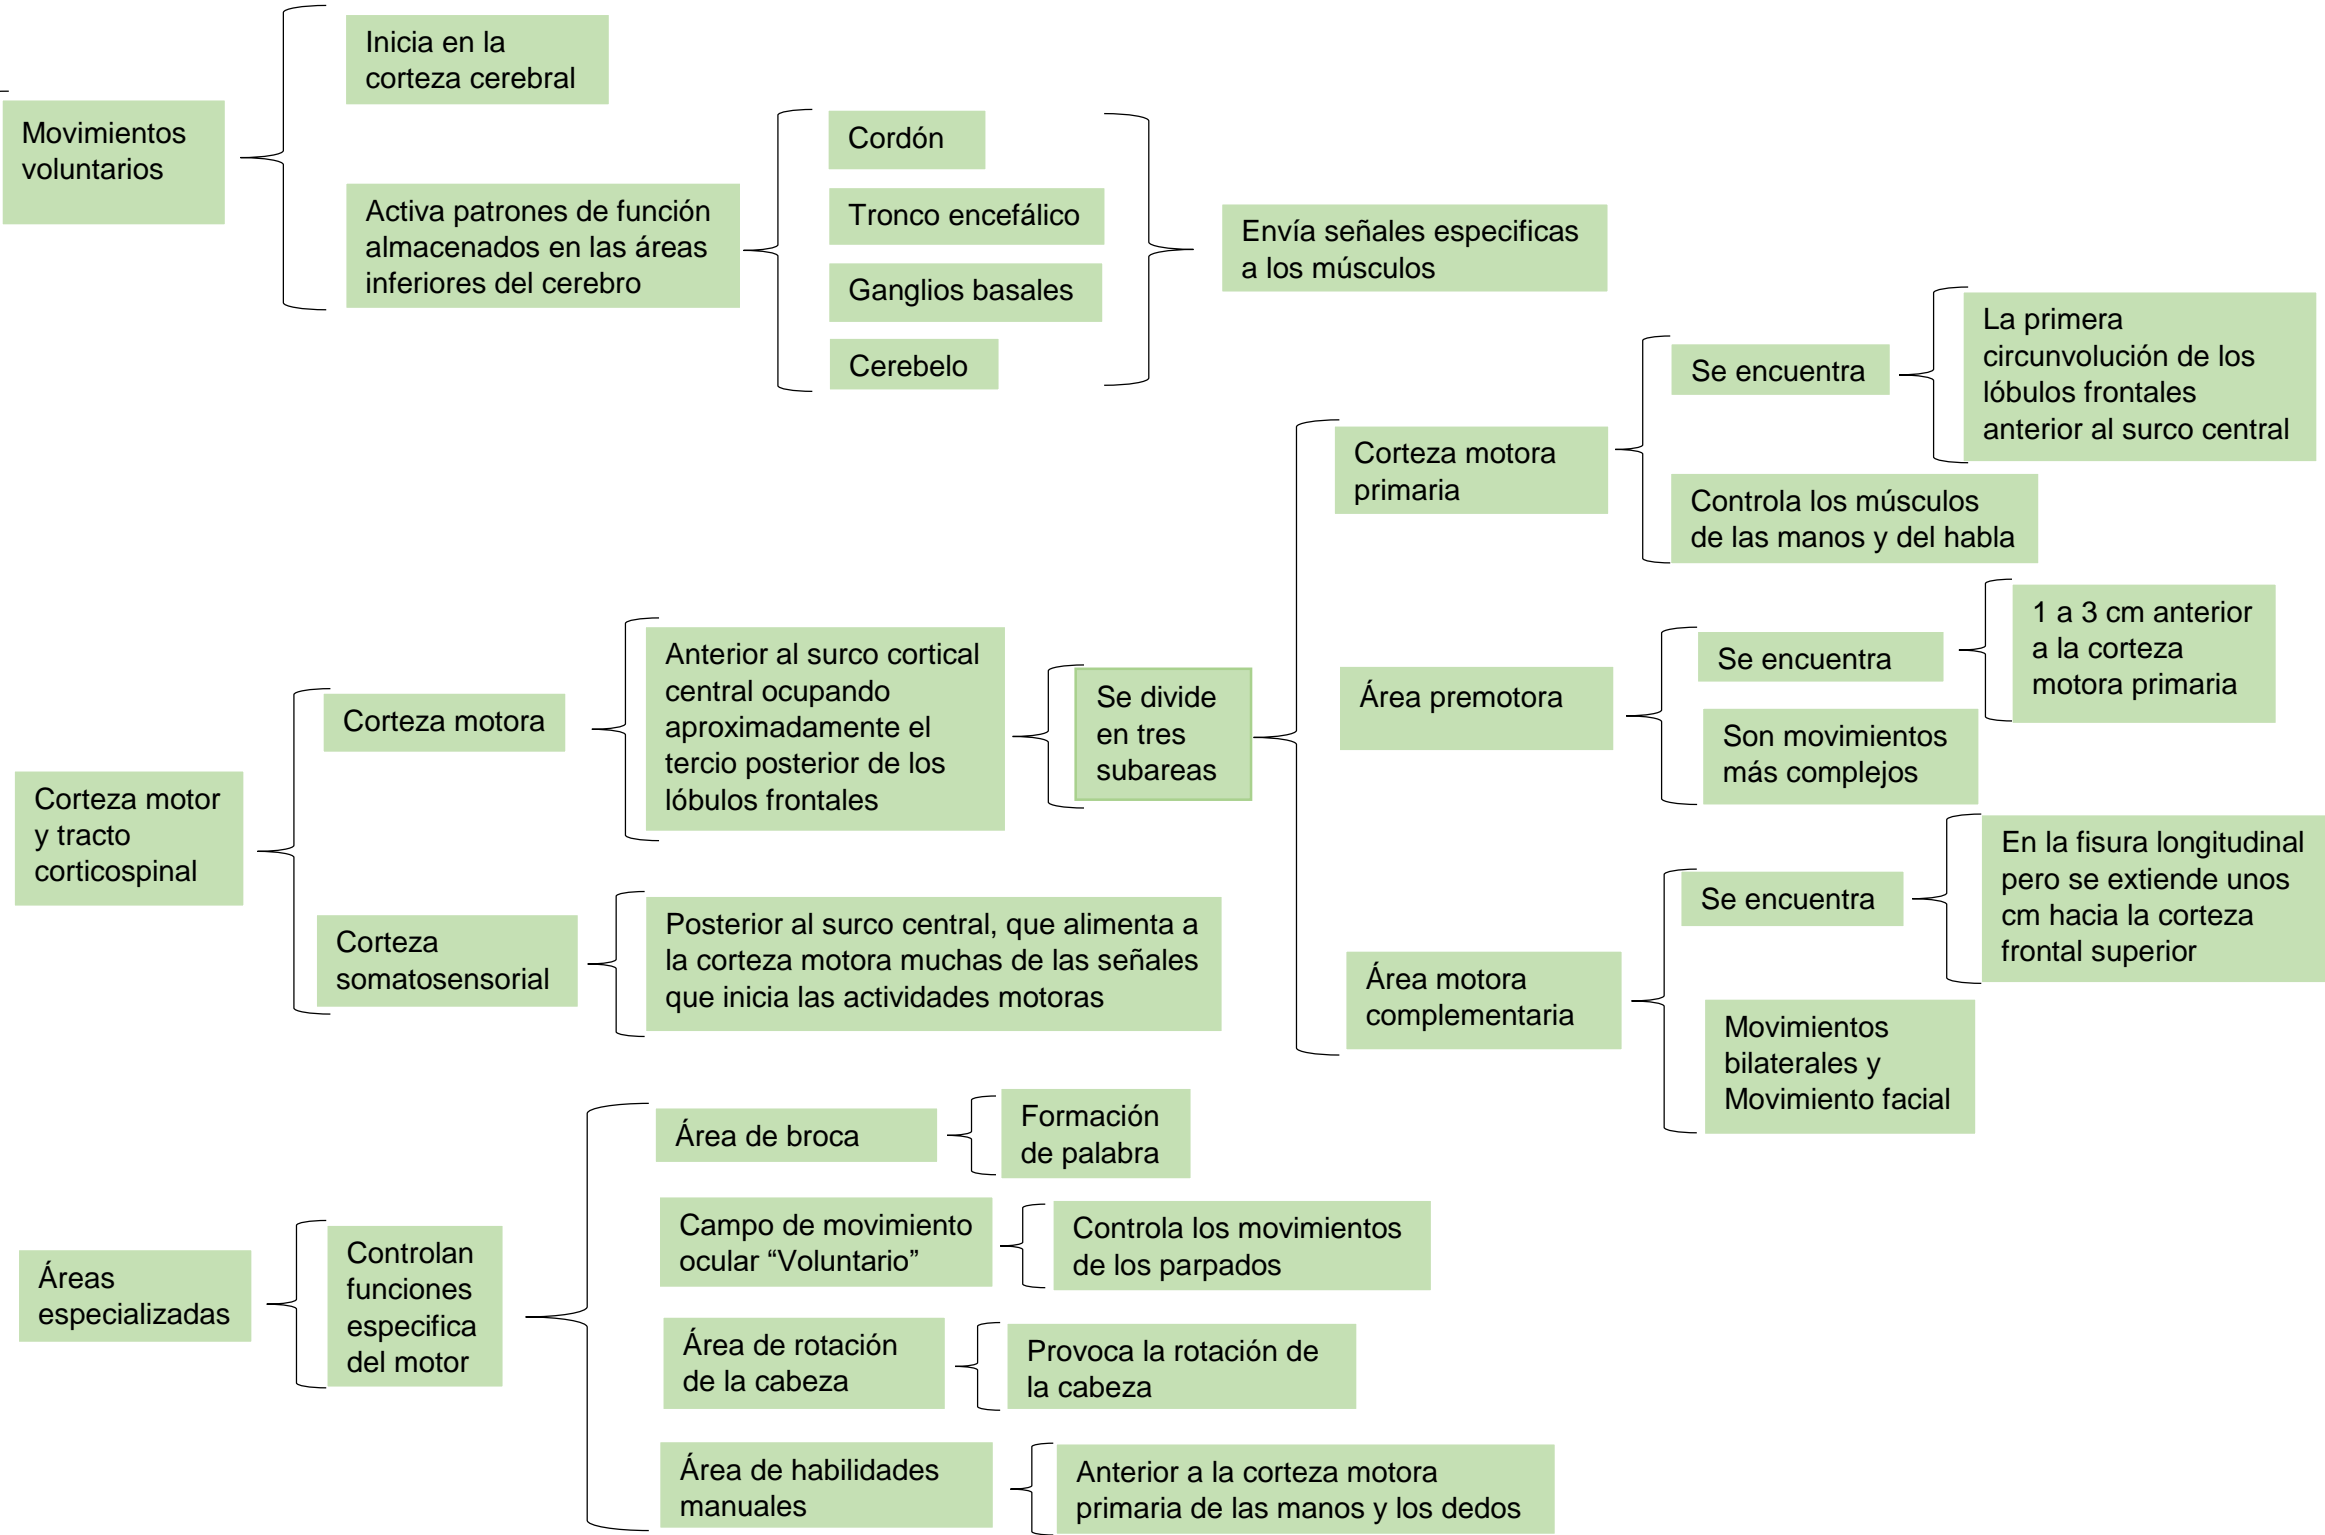 Movimientos
voluntarios
Inicia en la
corteza cerebral
Activa patrones de función
almacenados en las áreas
inferiores del cerebro
Cordón
Tronco encefálico
Ganglios basales
Cerebelo
Envía señales especificas
a los músculos
Corteza motor
y tracto
corticospinal
Corteza motora
Anterior al surco cortical
central ocupando
aproximadamente el
tercio posterior de los
lóbulos frontales
Se divide
en tres
subareas
Corteza motora
primaria
Se encuentra
La primera
circunvolución de los
lóbulos frontales
anterior al surco central
Controla los músculos
de las manos y del habla
Área premotora
Se encuentra
1 a 3 cm anterior
a la corteza
motora primaria
Son movimientos
más complejos
Área motora
complementaria
Se encuentra
En la fisura longitudinal
pero se extiende unos
cm hacia la corteza
frontal superior
Movimientos
bilaterales y
Movimiento facial
Corteza
somatosensorial
Posterior al surco central, que alimenta a
la corteza motora muchas de las señales
que inicia las actividades motoras
Áreas
especializadas
Controlan
funciones
especifica
del motor
Área de broca
Formación
de palabra
Campo de movimiento
ocular “Voluntario”
Controla los movimientos
de los parpados
Área de rotación
de la cabeza
Provoca la rotación de
la cabeza
Área de habilidades
manuales
Anterior a la corteza motora
primaria de las manos y los dedos